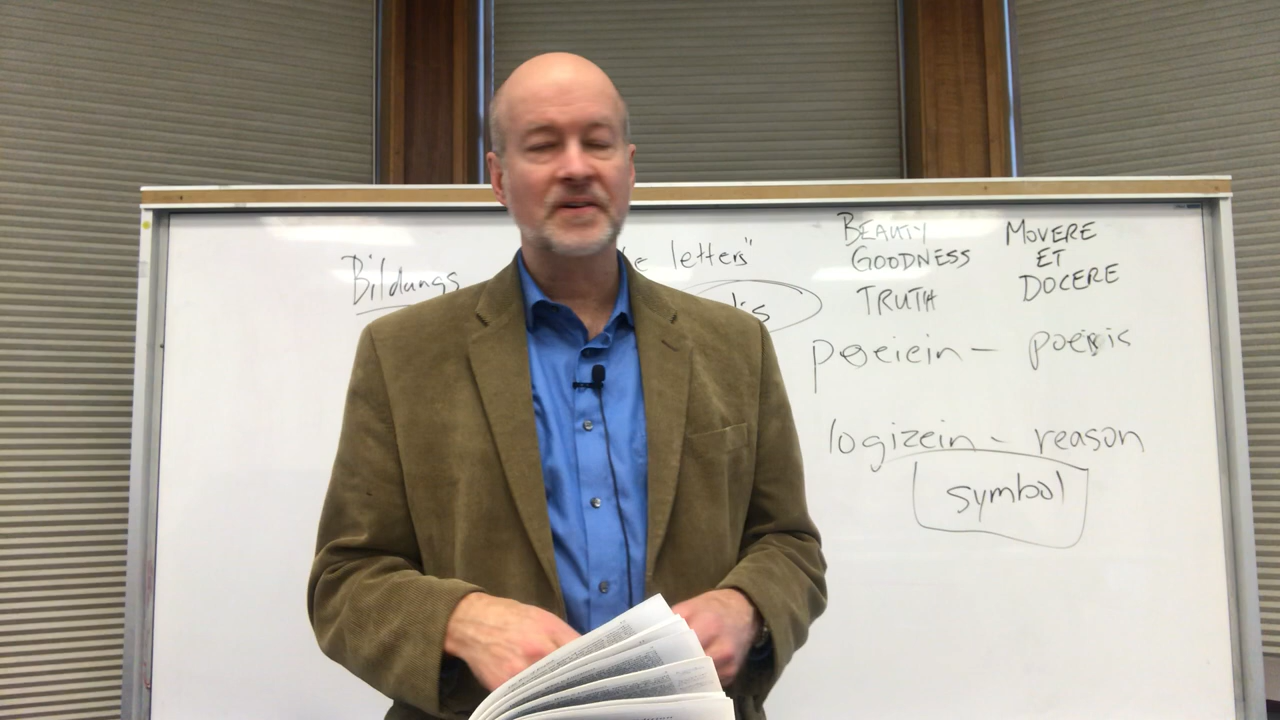 Bildungs
letters"
BEAUTY
GOODNESS
TRUTH
MOVERE
ET
DOCERE
poeiein - poesis
logizein - reason
symbol